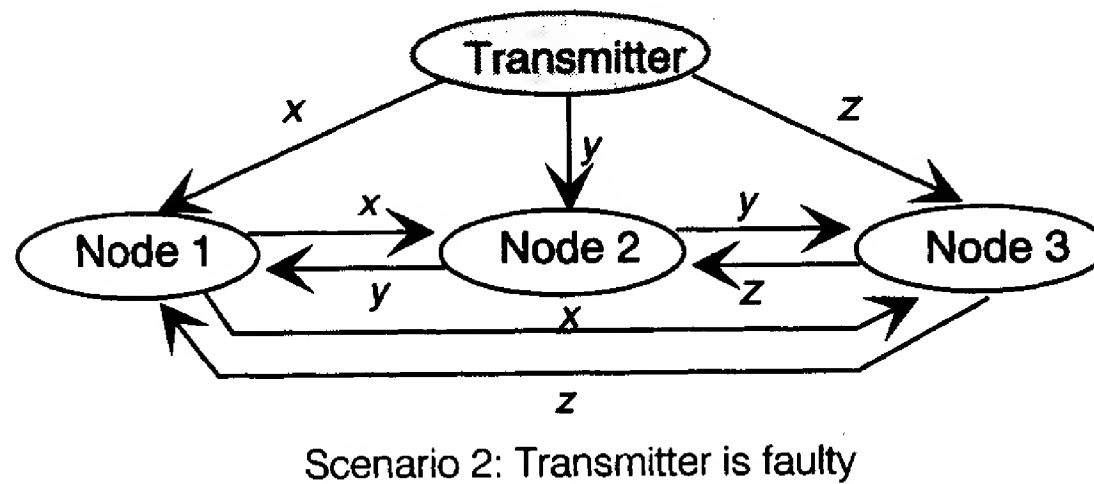 Transmitter
x
z
y
x
y
Node 1
Node 2
Node 3
y
z
x
z
Scenario 2: Transmitter is faulty